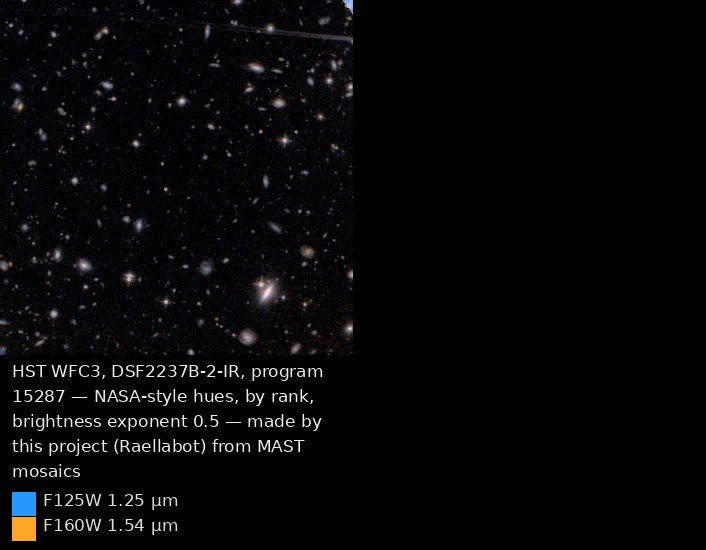 HST WFC3, DSF2237B-2-IR, program
15287 — NASA-style hues, by rank,
brightness exponent 0.5 — made by
this project (Raellabot) from MAST
mosaics
F125W 1.25 µm
F160W 1.54 µm